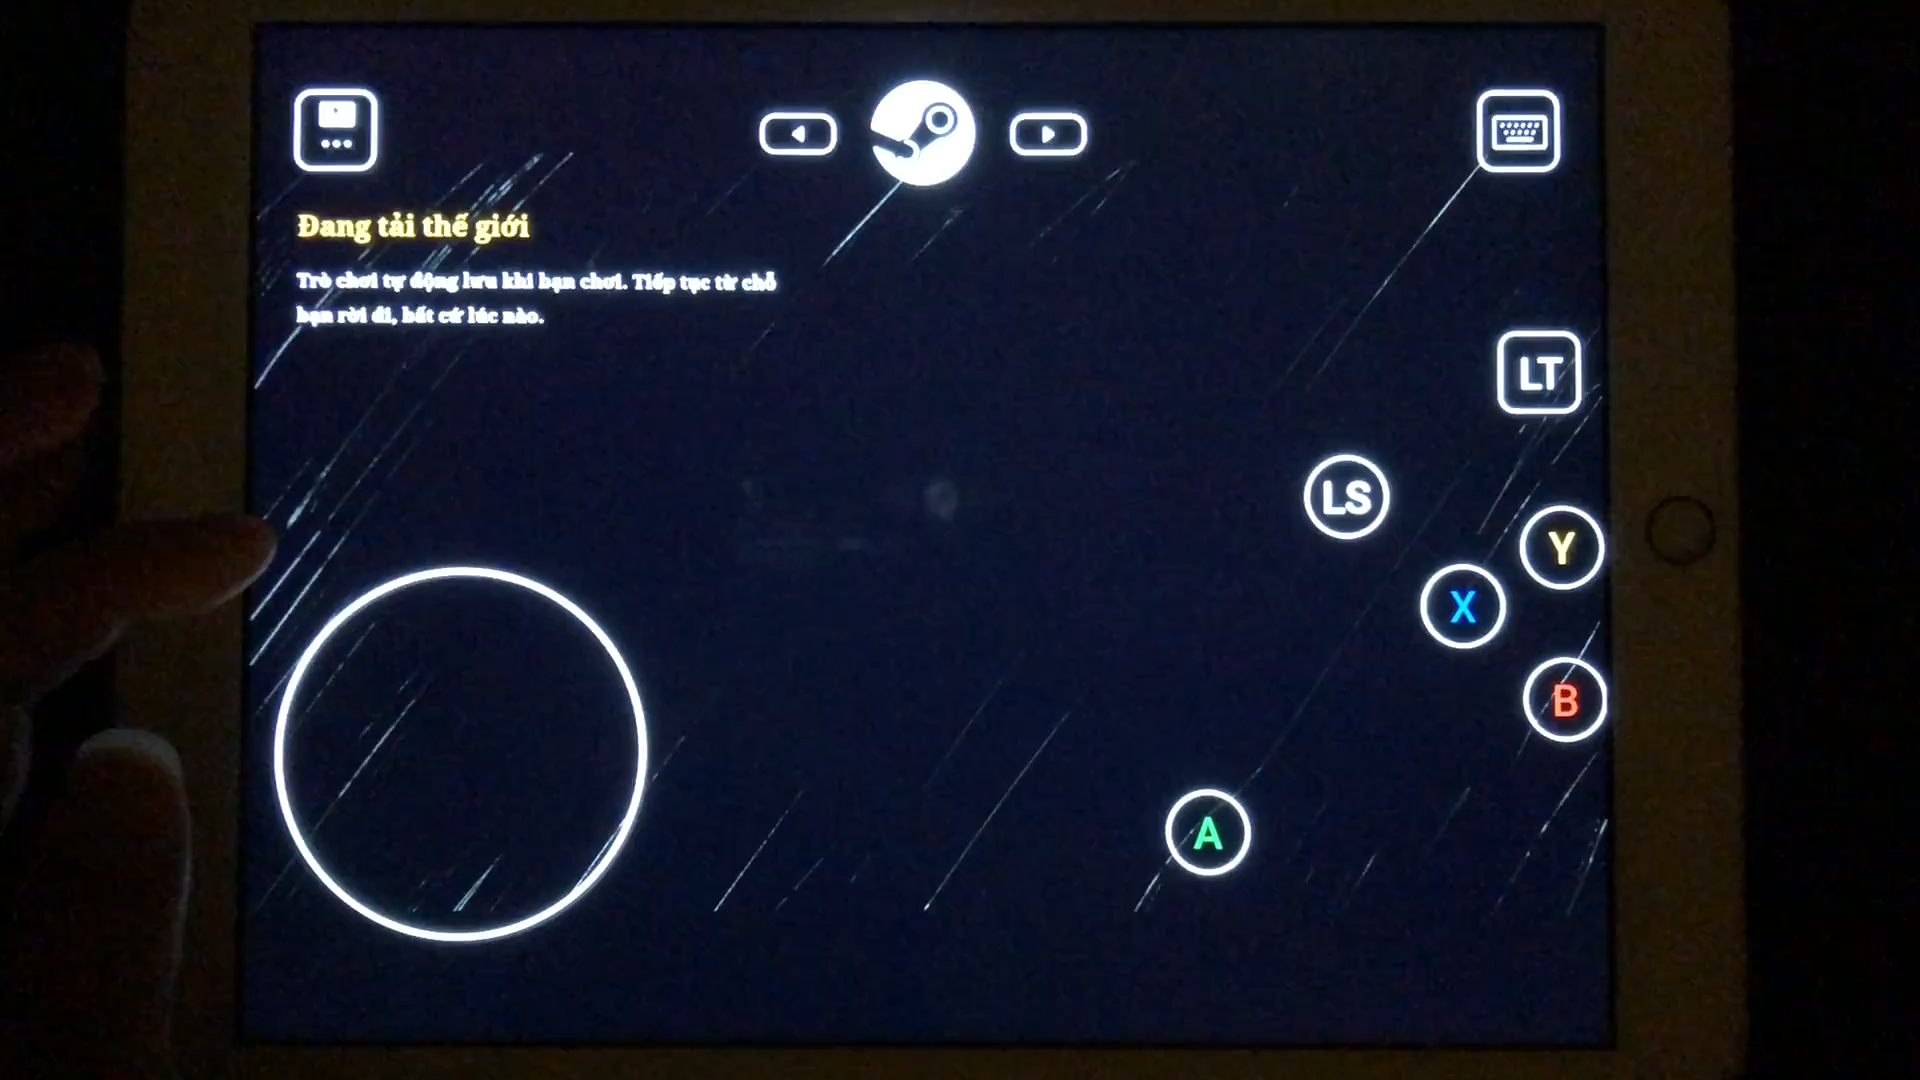 Đang tải thế giới
Trò chơi tự động lưu khi bạn chơi. Tiếp tục từ chỗ
bạn rời đi, bất cứ lúc nào.
LT
LS
Y
X
B
A